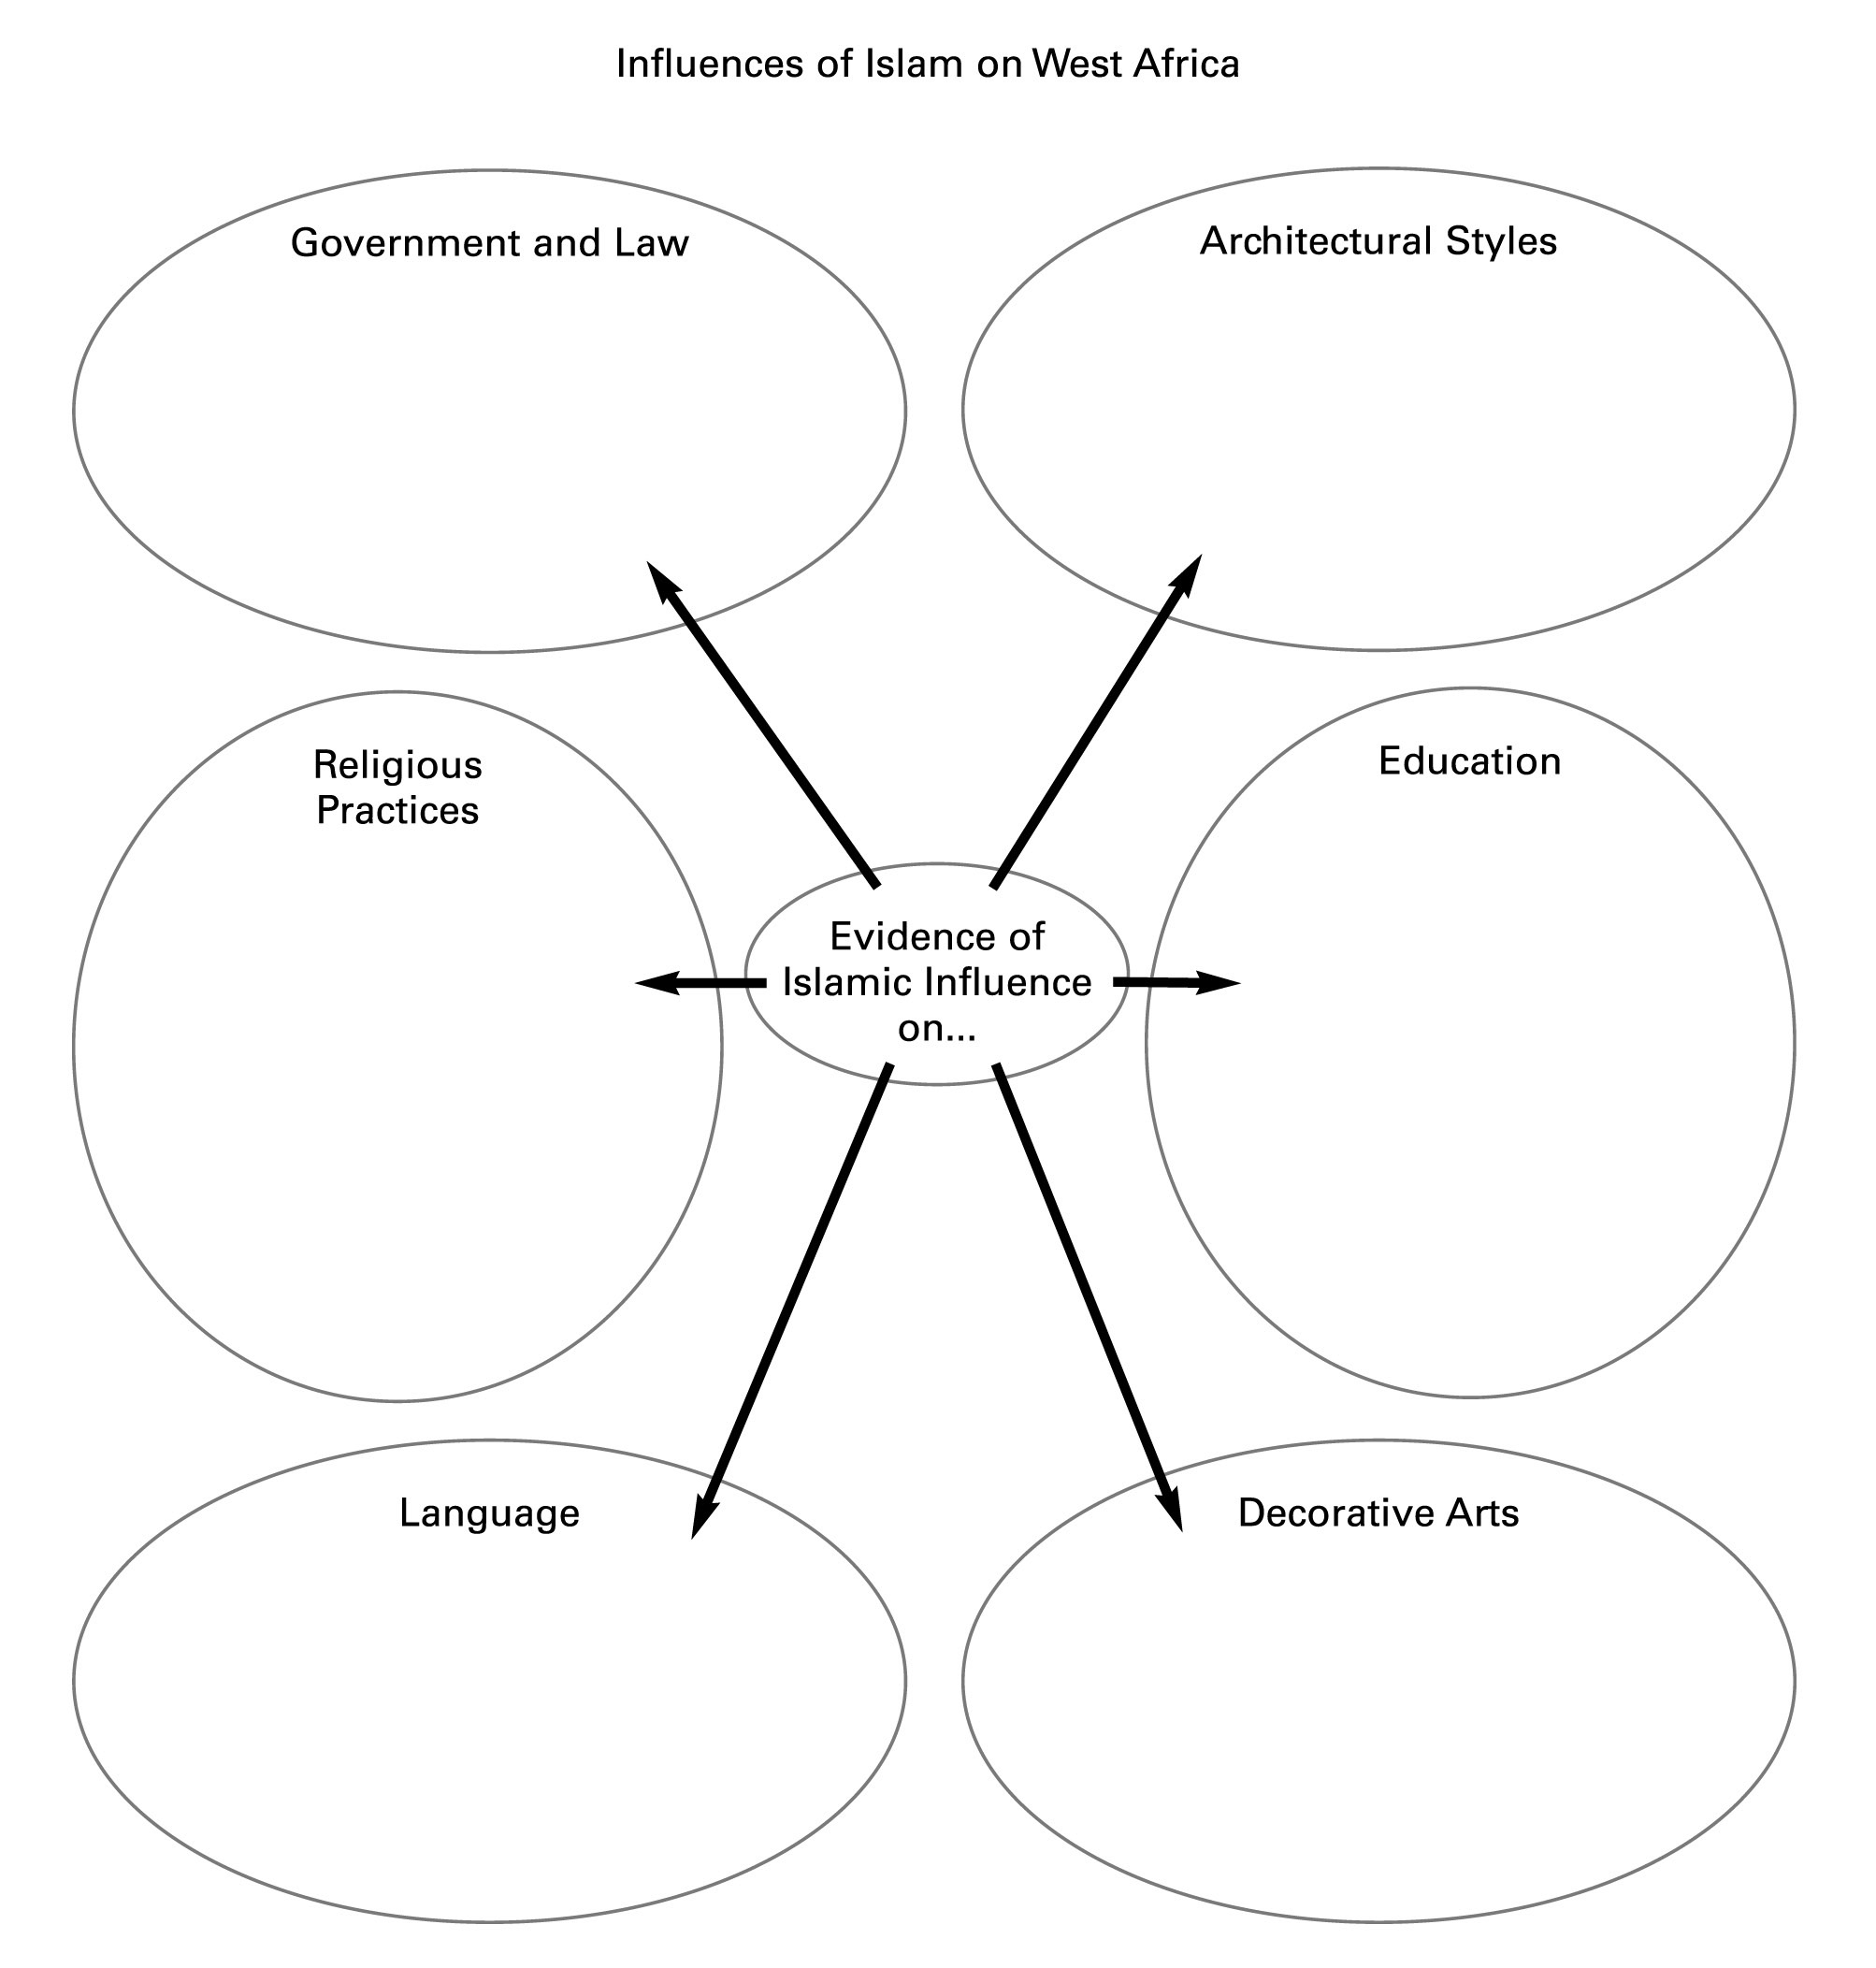 Influences of Islam on West Africa
Government and Law
Architectural Styles
Religious
Practices
Education
Evidence of
Islamic Influence
on...
Language
Decorative Arts